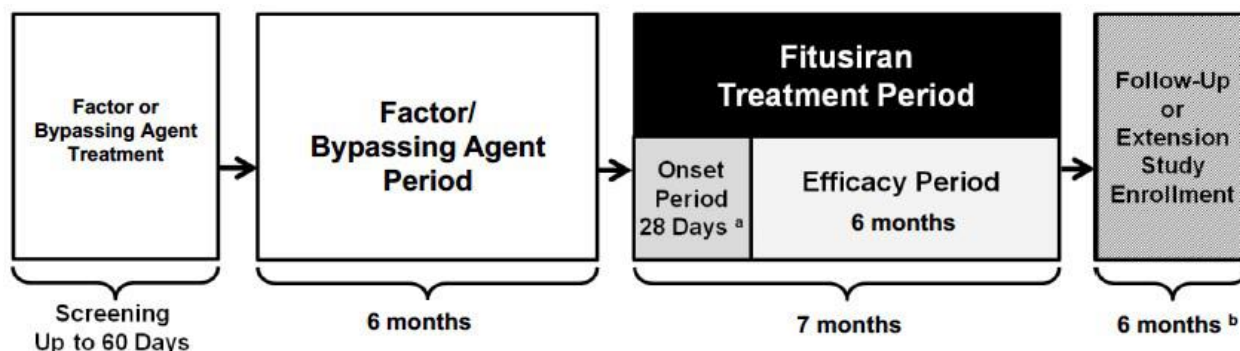 Factor or
Bypassing Agent
Treatment
Screening
Up to 60 Days
Factor/
Bypassing Agent
Period
6 months
Fitusiran
Treatment Period
Onset
Period
28 Days a
Efficacy Period
6 months
7 months
Follow-Up
or
Extension
Study
Enrollment
6 months b